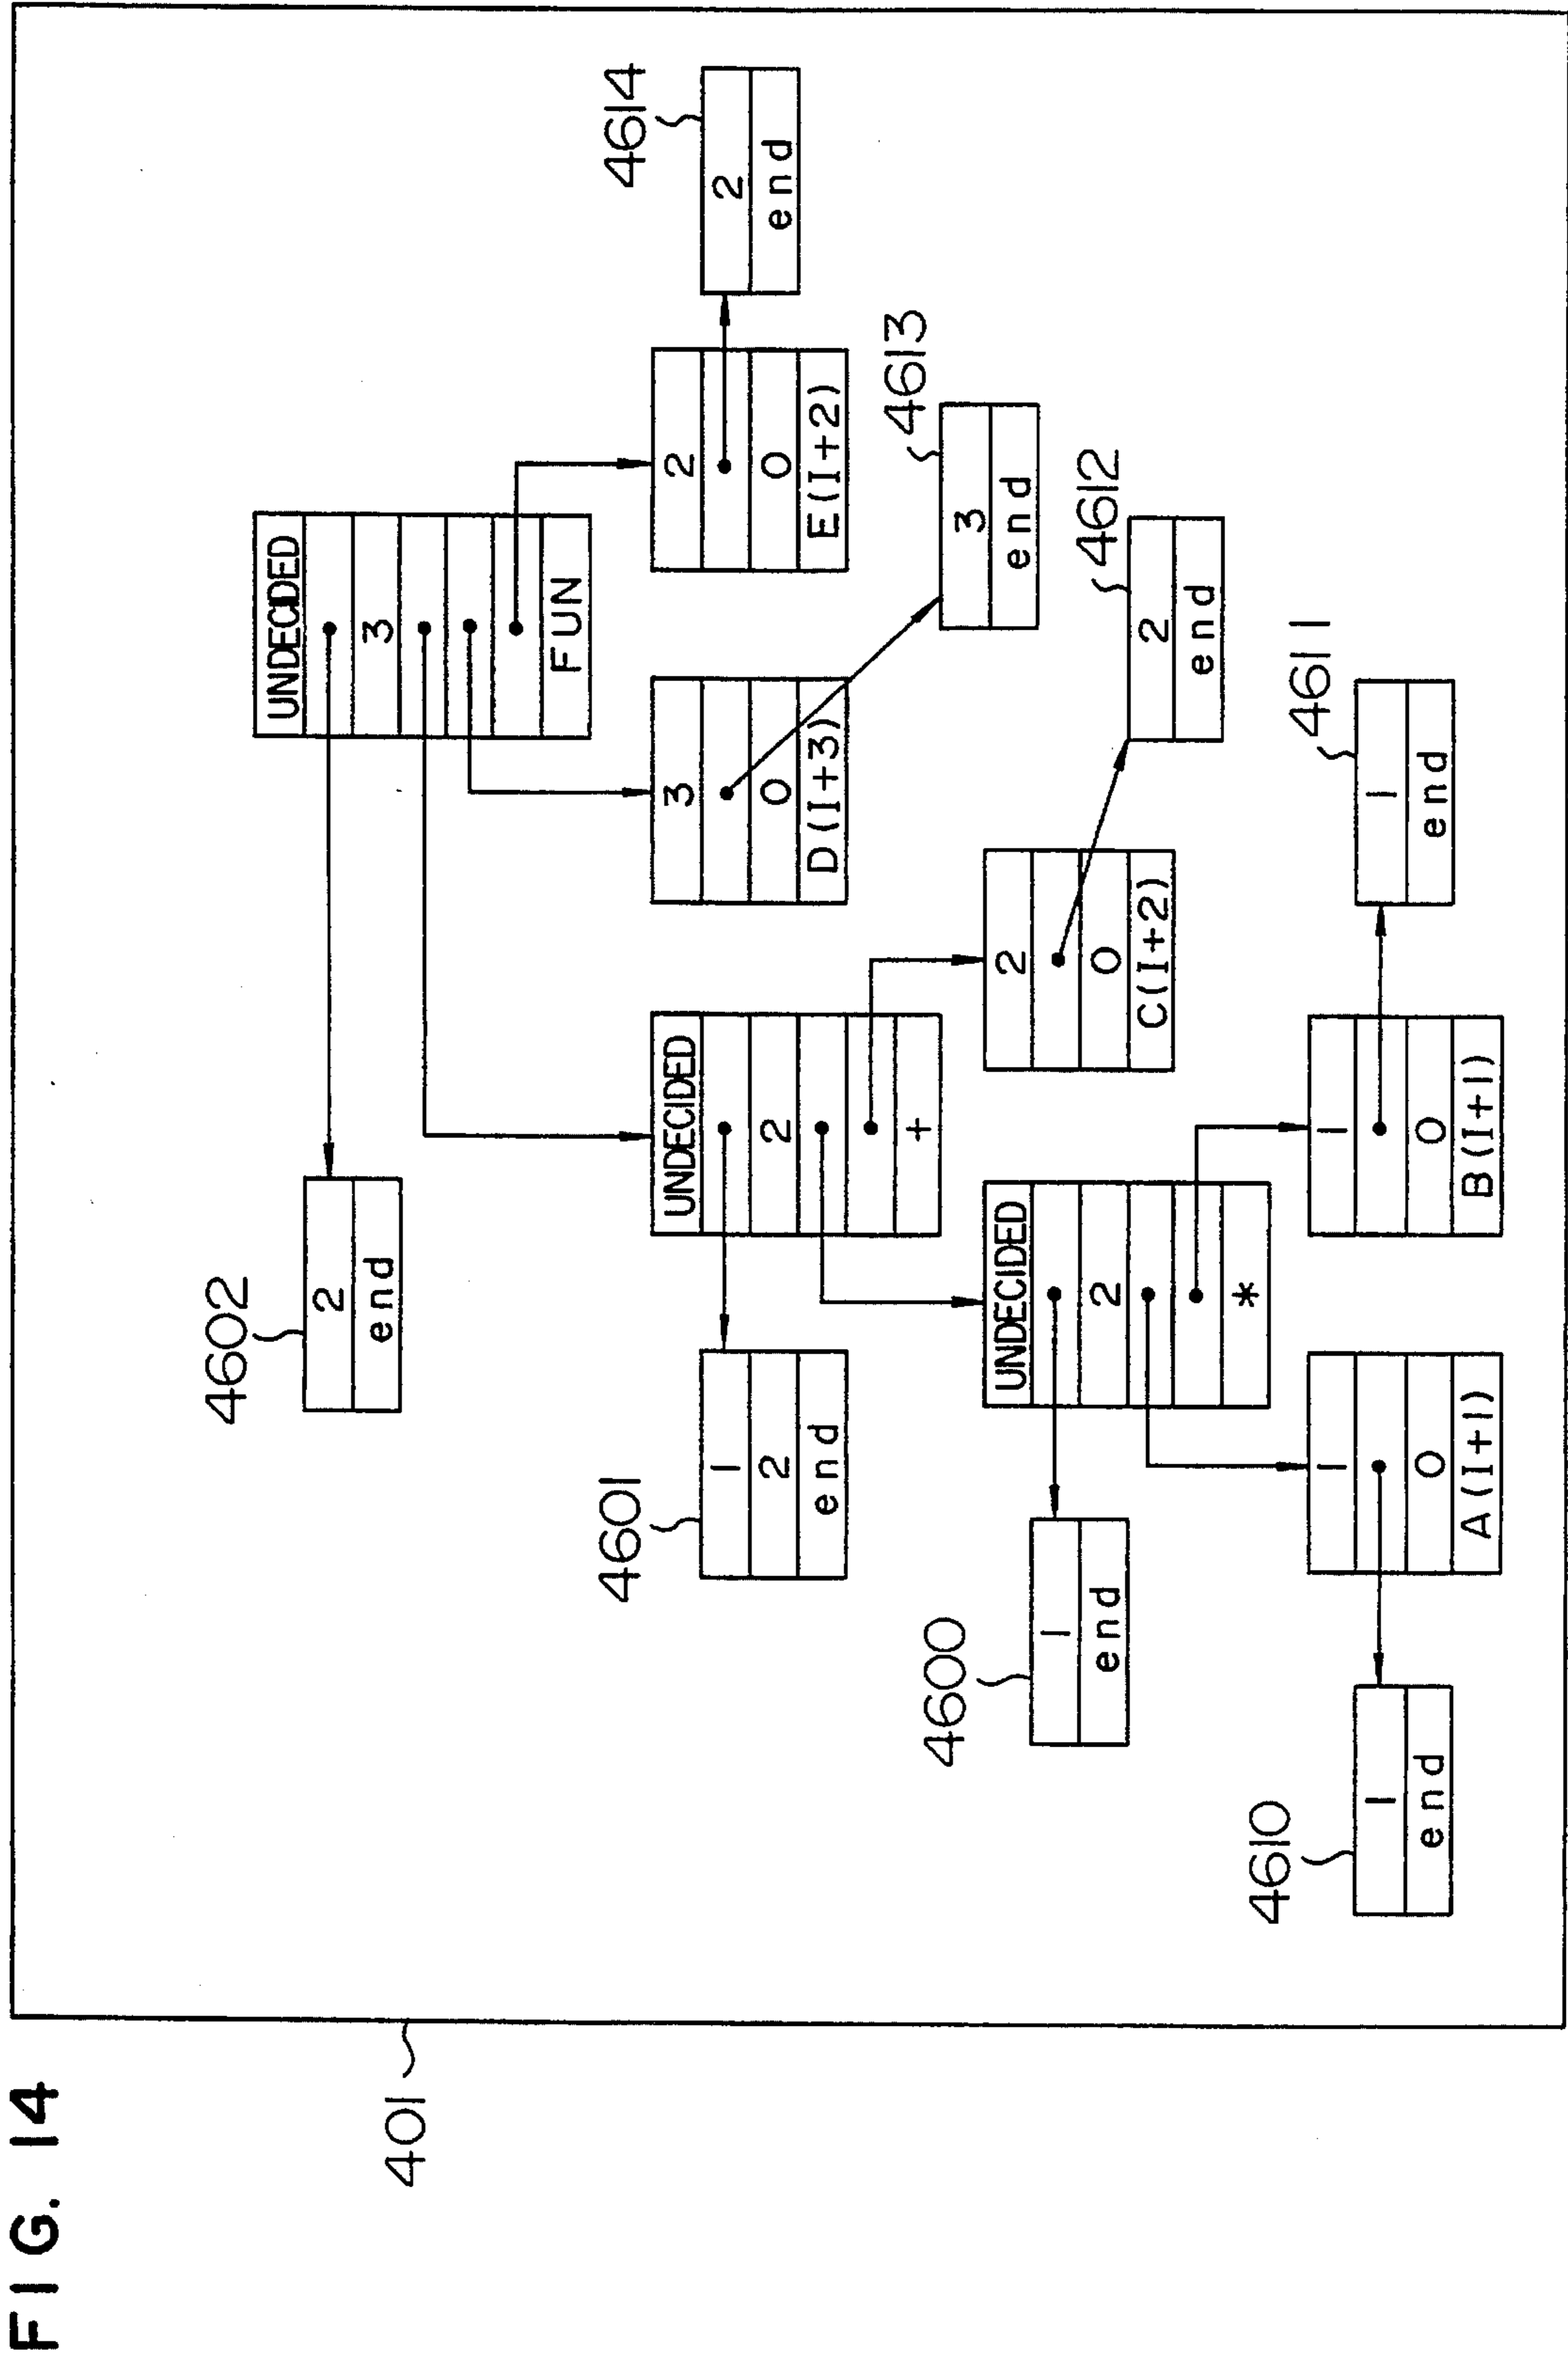 FIG. 14
401
4602
2
end
UNDECIDED
3
FUN
4601
1
2
end
UNDECIDED
2
+
3
0
D(I+3)
2
0
E(I+2)
4614
2
end
4613
3
end
4600
1
end
UNDECIDED
2
*
2
0
C(I+2)
4612
2
end
4610
1
end
1
0
A(I+1)
1
0
B(I+1)
4611
1
end